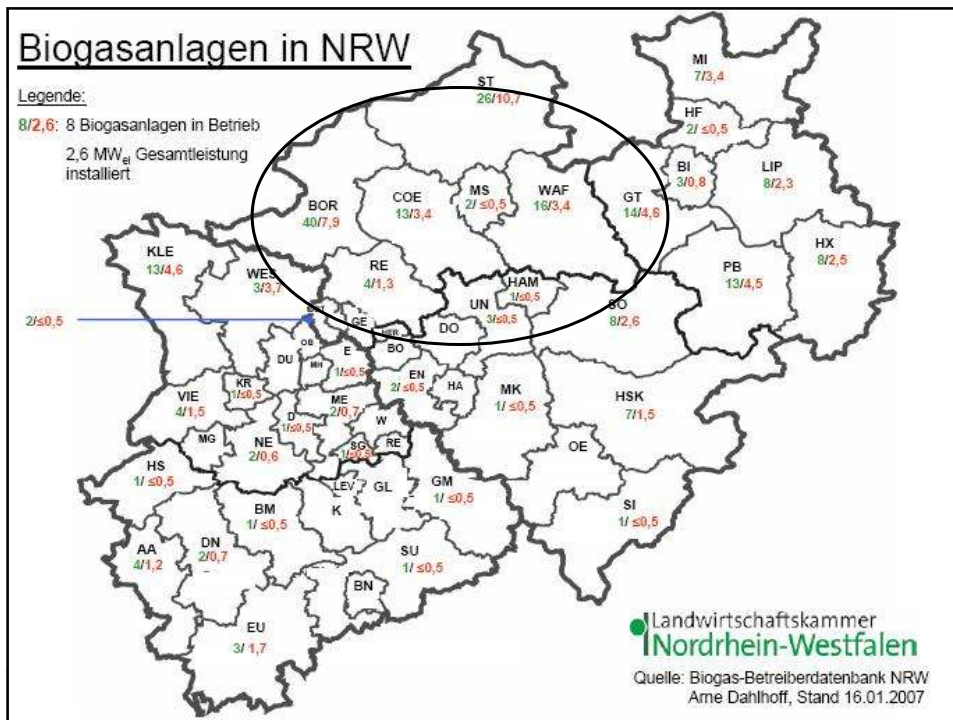 Biogasanlagen in NRW
Legende:
8/2,6: 8 Biogasanlagen in Betrieb
2,6 MWel Gesamtleistung
installiert
MI
7/3,4
ST
26/10,7
HF
2/ ≤0,5
BI
3/0,8
LIP
8/2,3
BOR
40/7,9
COE
13/3,4
MS
2/ ≤0,5
WAF
16/3,4
GT
14/4,6
KLE
13/4,6
WES
3/3,7
RE
4/1,3
HAM
1/≤0,5
PB
13/4,5
HX
8/2,5
2/≤0,5
GE
HER
UN
3/≤0,5
DO
SO
8/2,6
OB
DU
MH
E
1/≤0,5
BO
EN
2/ ≤0,5
HA
MK
1/ ≤0,5
HSK
7/1,5
VIE
4/1,5
KR
1/≤0,5
D
1/≤0,5
ME
2/0,7
W
MG
NE
2/0,6
SG
1/≤0,5
RE
OE
HS
1/ ≤0,5
LEV
GL
GM
1/ ≤0,5
BM
1/ ≤0,5
K
SI
1/ ≤0,5
AA
4/1,2
DN
2/0,7
SU
1/ ≤0,5
BN
EU
3/ 1,7
Landwirtschaftskammer
Nordrhein-Westfalen
Quelle: Biogas-Betreiberdatenbank NRW
Arne Dahlhoff, Stand 16.01.2007